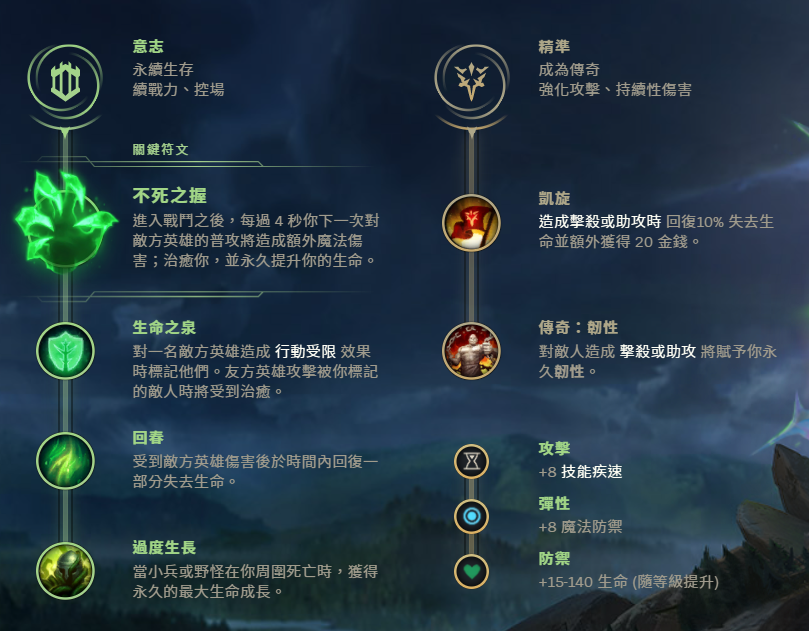 意志
永續生存
續戰力、控場
關鍵符文
不死之握
進入戰鬥之後，每過 4 秒你下一次對
敵方英雄的普攻將造成額外魔法傷
害；治癒你，並永久提升你的生命。
生命之泉
對一名敵方英雄造成 行動受限 效果
時標記他們。友方英雄攻擊被你標記
的敵人時將受到治癒。
回春
受到敵方英雄傷害後於時間內回復一
部分失去生命。
過度生長
當小兵或野怪在你周圍死亡時，獲得
永久的最大生命成長。
精準
成為傳奇
強化攻擊、持續性傷害
凱旋
造成擊殺或助攻時 回復10% 失去生
命並額外獲得 20 金錢。
傳奇：韌性
對敵人造成 擊殺或助攻 將賦予你永
久韌性。
攻擊
+8 技能疾速
彈性
+8 魔法防禦
防禦
+15-140 生命 (隨等級提升)